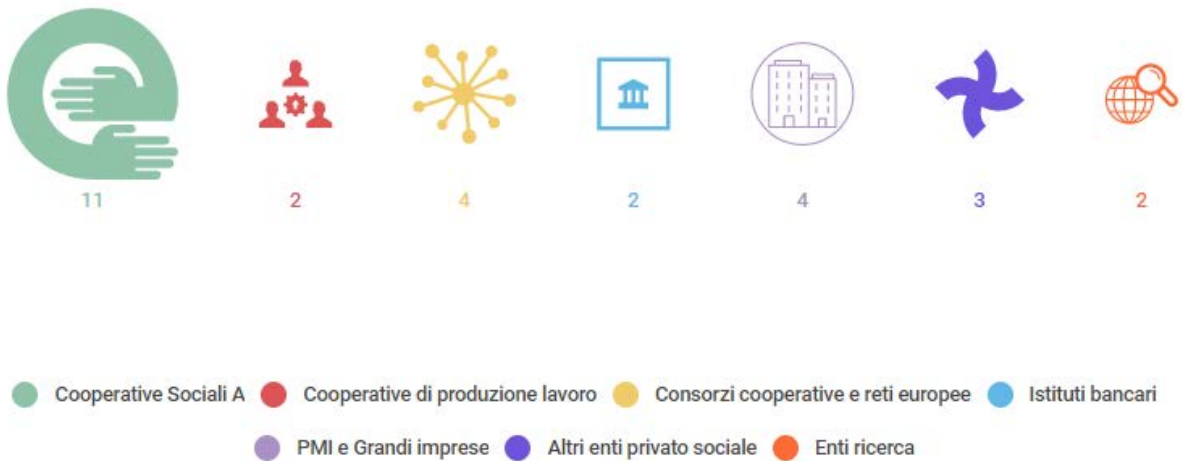 11 2 4 2 4 3 2
Cooperative Sociali A Cooperative di produzione lavoro Consorzi cooperative e reti europee Istituti bancari
PMI e Grandi imprese Altri enti privato sociale Enti ricerca